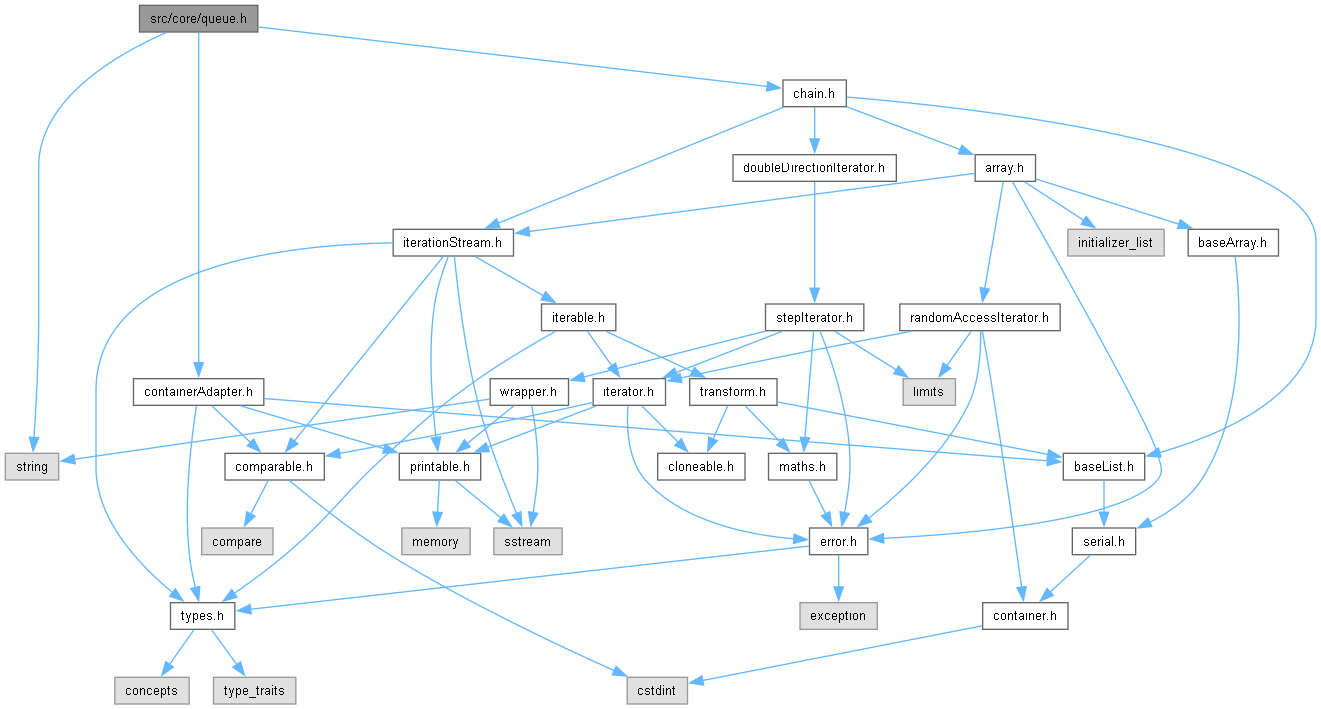 src/core/queue.h
chain.h
doubleDirectionIterator.h
array.h
iterationStream.h
initializer_list
baseArray.h
iterable.h
stepIterator.h
randomAccessIterator.h
containerAdapter.h
wrapper.h
iterator.h
transform.h
limits
string
comparable.h
printable.h
cloneable.h
maths.h
baseList.h
compare
memory
sstream
error.h
serial.h
types.h
exception
container.h
concepts
type_traits
cstdint